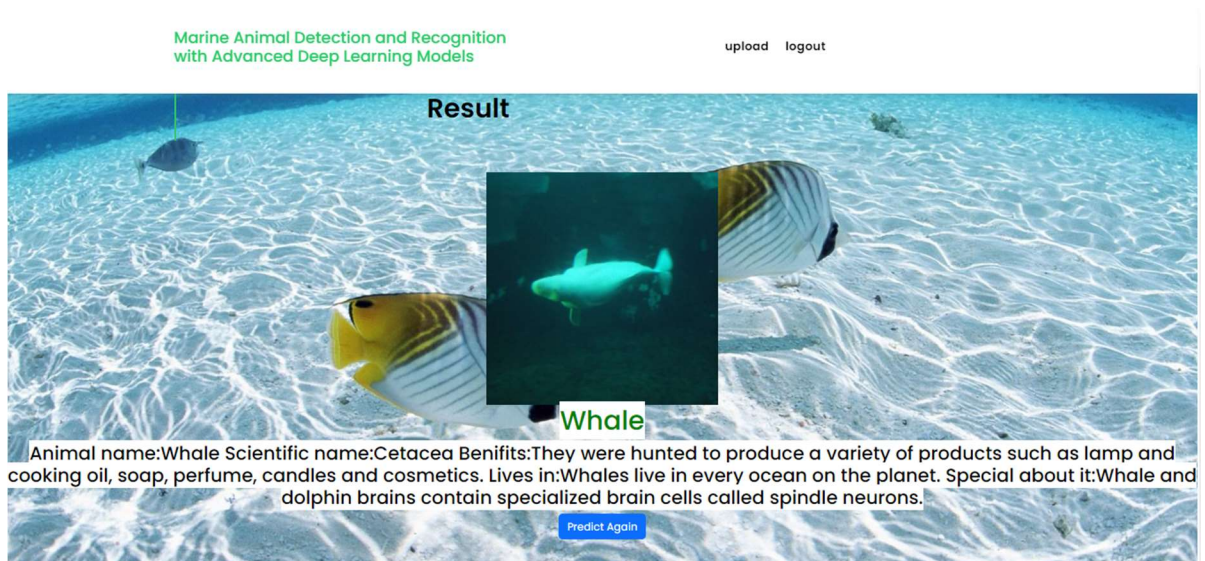 Marine Animal Detection and Recognition
with Advanced Deep Learning Models
upload logout
Result
Whale
Animal name:Whale Scientific name:Cetacea Benifits:They were hunted to produce a variety of products such as lamp and
cooking oil, soap, perfume, candles and cosmetics. Lives in:Whales live in every ocean on the planet. Special about it:Whale and
dolphin brains contain specialized brain cells called spindle neurons.
Predict Again